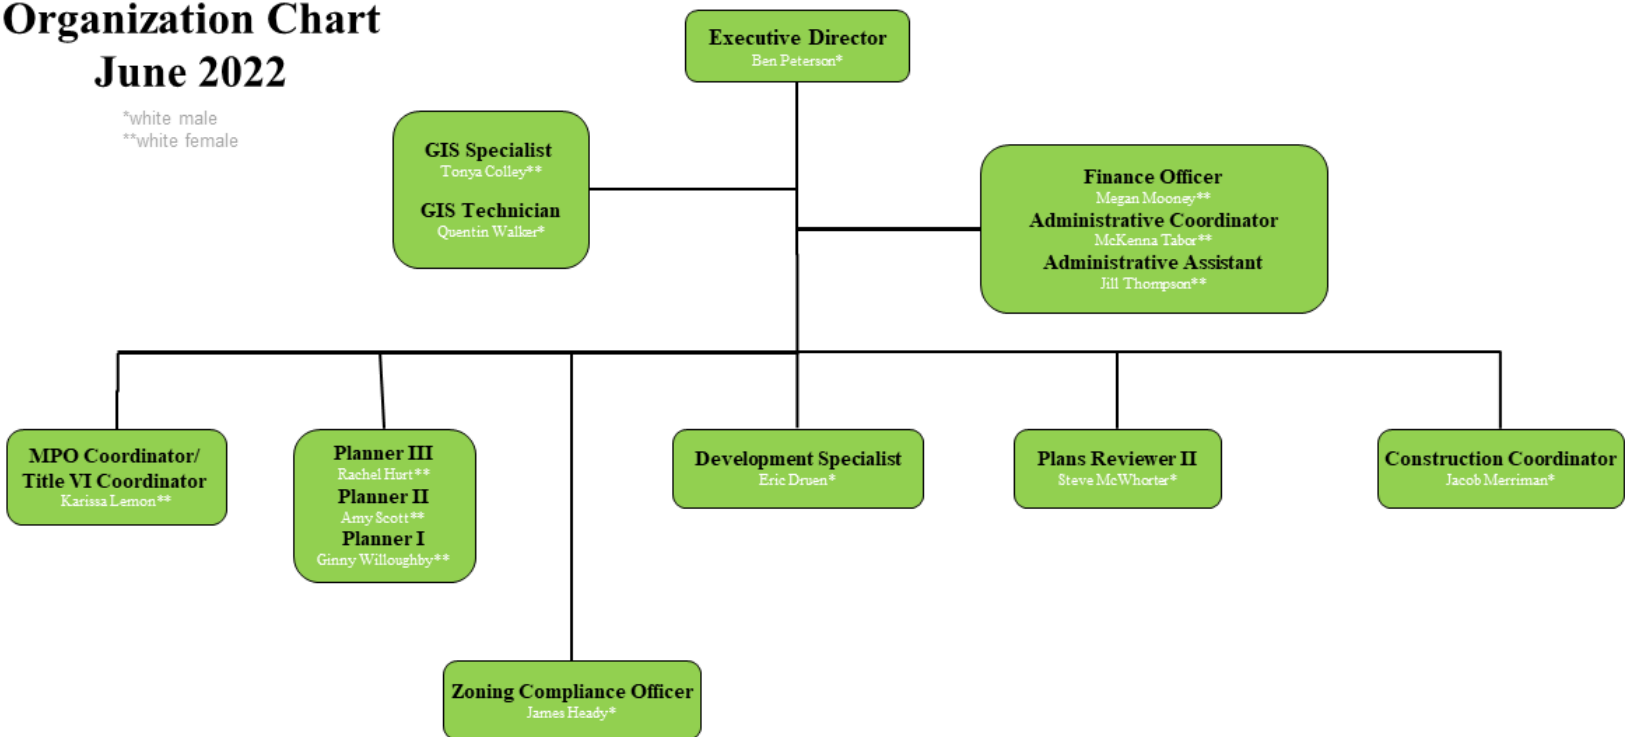 Organization Chart
June 2022
*white male
**white female
Executive Director
Ben Peterson*
GIS Specialist
Tonya Colley**
GIS Technician
Quentin Walker*
Finance Officer
Megan Mooney**
Administrative Coordinator
McKenna Tabor**
Administrative Assistant
Jill Thompson**
MPO Coordinator/
Title VI Coordinator
Karissa Lemon**
Planner III
Rachel Hurt**
Planner II
Amy Scott**
Planner I
Ginny Willoughby**
Development Specialist
Eric Druen*
Plans Reviewer II
Steve McWhorter*
Construction Coordinator
Jacob Merriman*
Zoning Compliance Officer
James Heady*